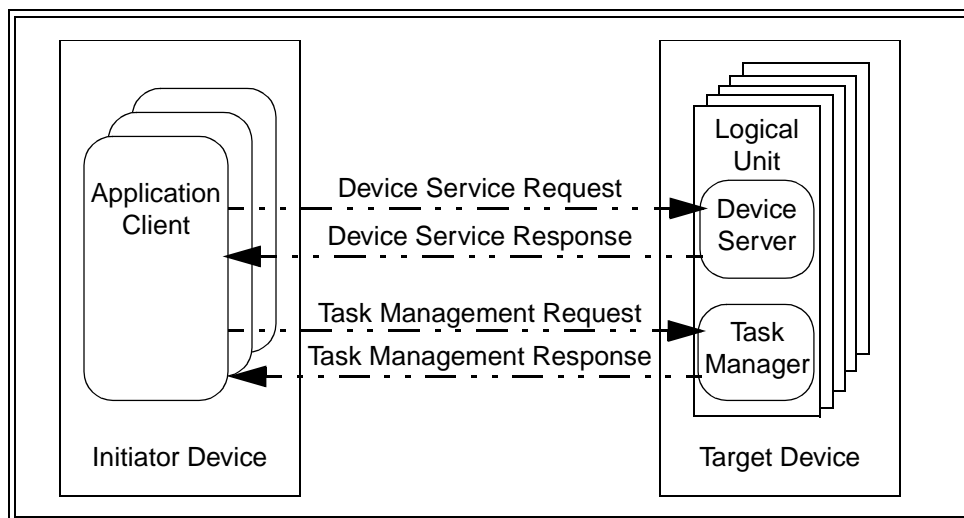 Application
Client
Device Service Request
Device Service Response
Task Management Request
Task Management Response
Initiator Device
Logical
Unit
Device
Server
Task
Manager
Target Device